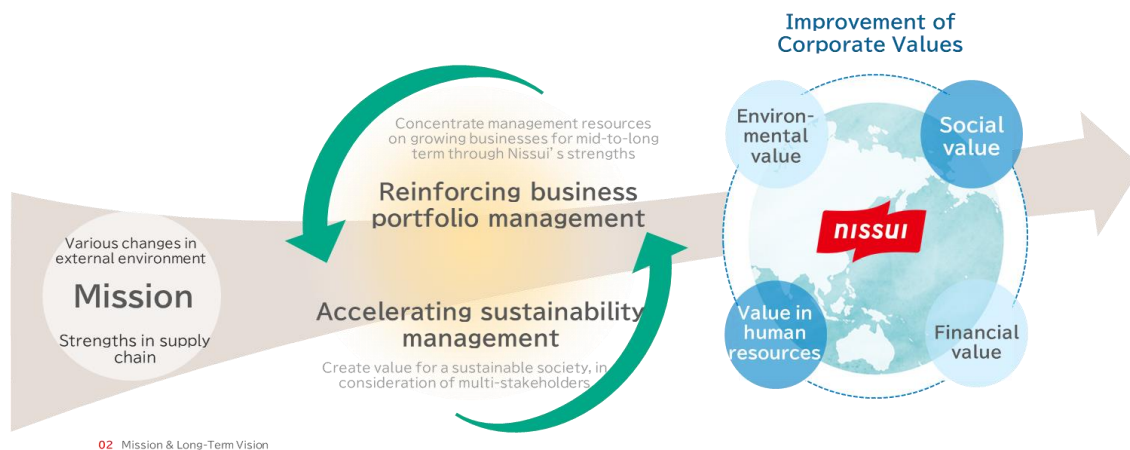 Improvement of
Corporate Values
Various changes in
external environment
Mission
Strengths in supply
chain
Concentrate management resources
on growing businesses for mid-to-long
term through Nissui’s strengths
Reinforcing business
portfolio management
Accelerating sustainability
management
Create value for a sustainable society, in
consideration of multi-stakeholders
Environ-
mental
value
Social
value
nissui
Value in
human
resources
Financial
value
02 Mission & Long-Term Vision